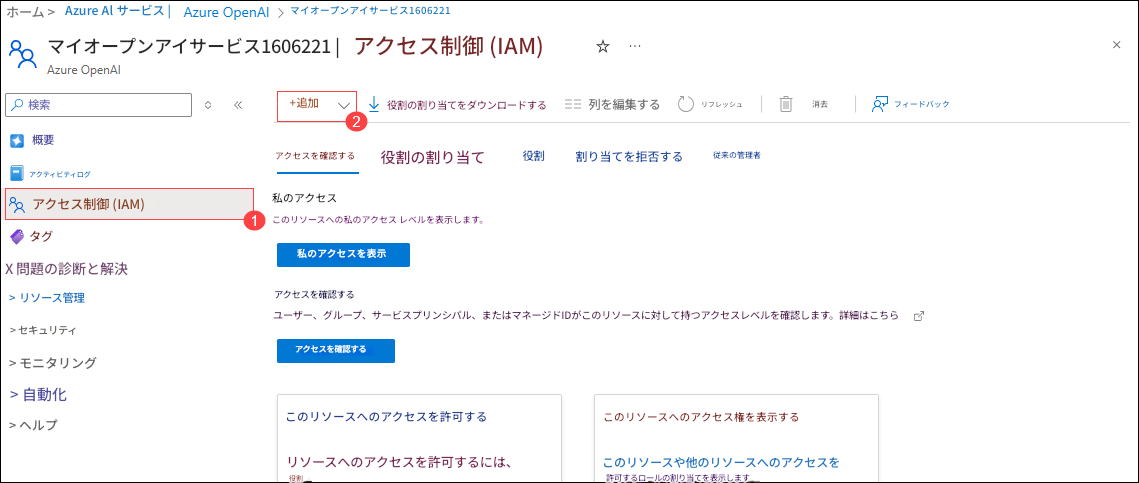 ホーム > Azure AI サービス | Azure OpenAI > マイオープンアイサービス1606221
マイオープンアイサービス1606221 | アクセス制御 (IAM) ☆ … ×
Azure OpenAI
検索 «
+追加
役割の割り当てをダウンロードする
列を編集する
リフレッシュ
消去
フィードバック
2
概要
アクティビティログ
アクセス制御 (IAM)
1
タグ
X 問題の診断と解決
> リソース管理
> セキュリティ
> モニタリング
> 自動化
> ヘルプ
アクセスを確認する 役割の割り当て 役割 割り当てを拒否する 従来の管理者
私のアクセス
このリソースへの私のアクセス レベルを表示します。
私のアクセスを表示
アクセスを確認する
ユーザー、グループ、サービスプリンシパル、またはマネージドIDがこのリソースに対して持つアクセスレベルを確認します。詳細はこちら
アクセスを確認する
このリソースへのアクセスを許可する
リソースへのアクセスを許可するには、
役割
このリソースへのアクセス権を表示する
このリソースや他のリソースへのアクセスを
許可するロールの割り当てを表示します